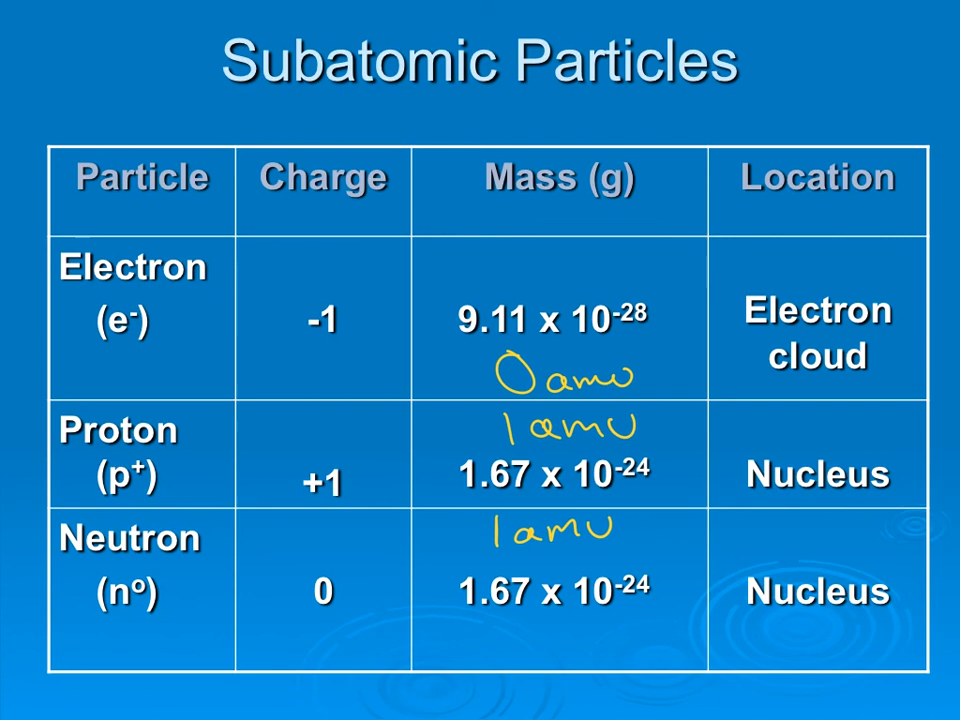 Subatomic Particles
Particle Charge Mass (g) Location
Electron
(e⁻) -1 9.11 x 10⁻²⁸ Electron cloud
0 amu
Proton 1 amu
(p⁺) +1 1.67 x 10⁻²⁴ Nucleus
Neutron 1 amu
(nᵒ) 0 1.67 x 10⁻²⁴ Nucleus